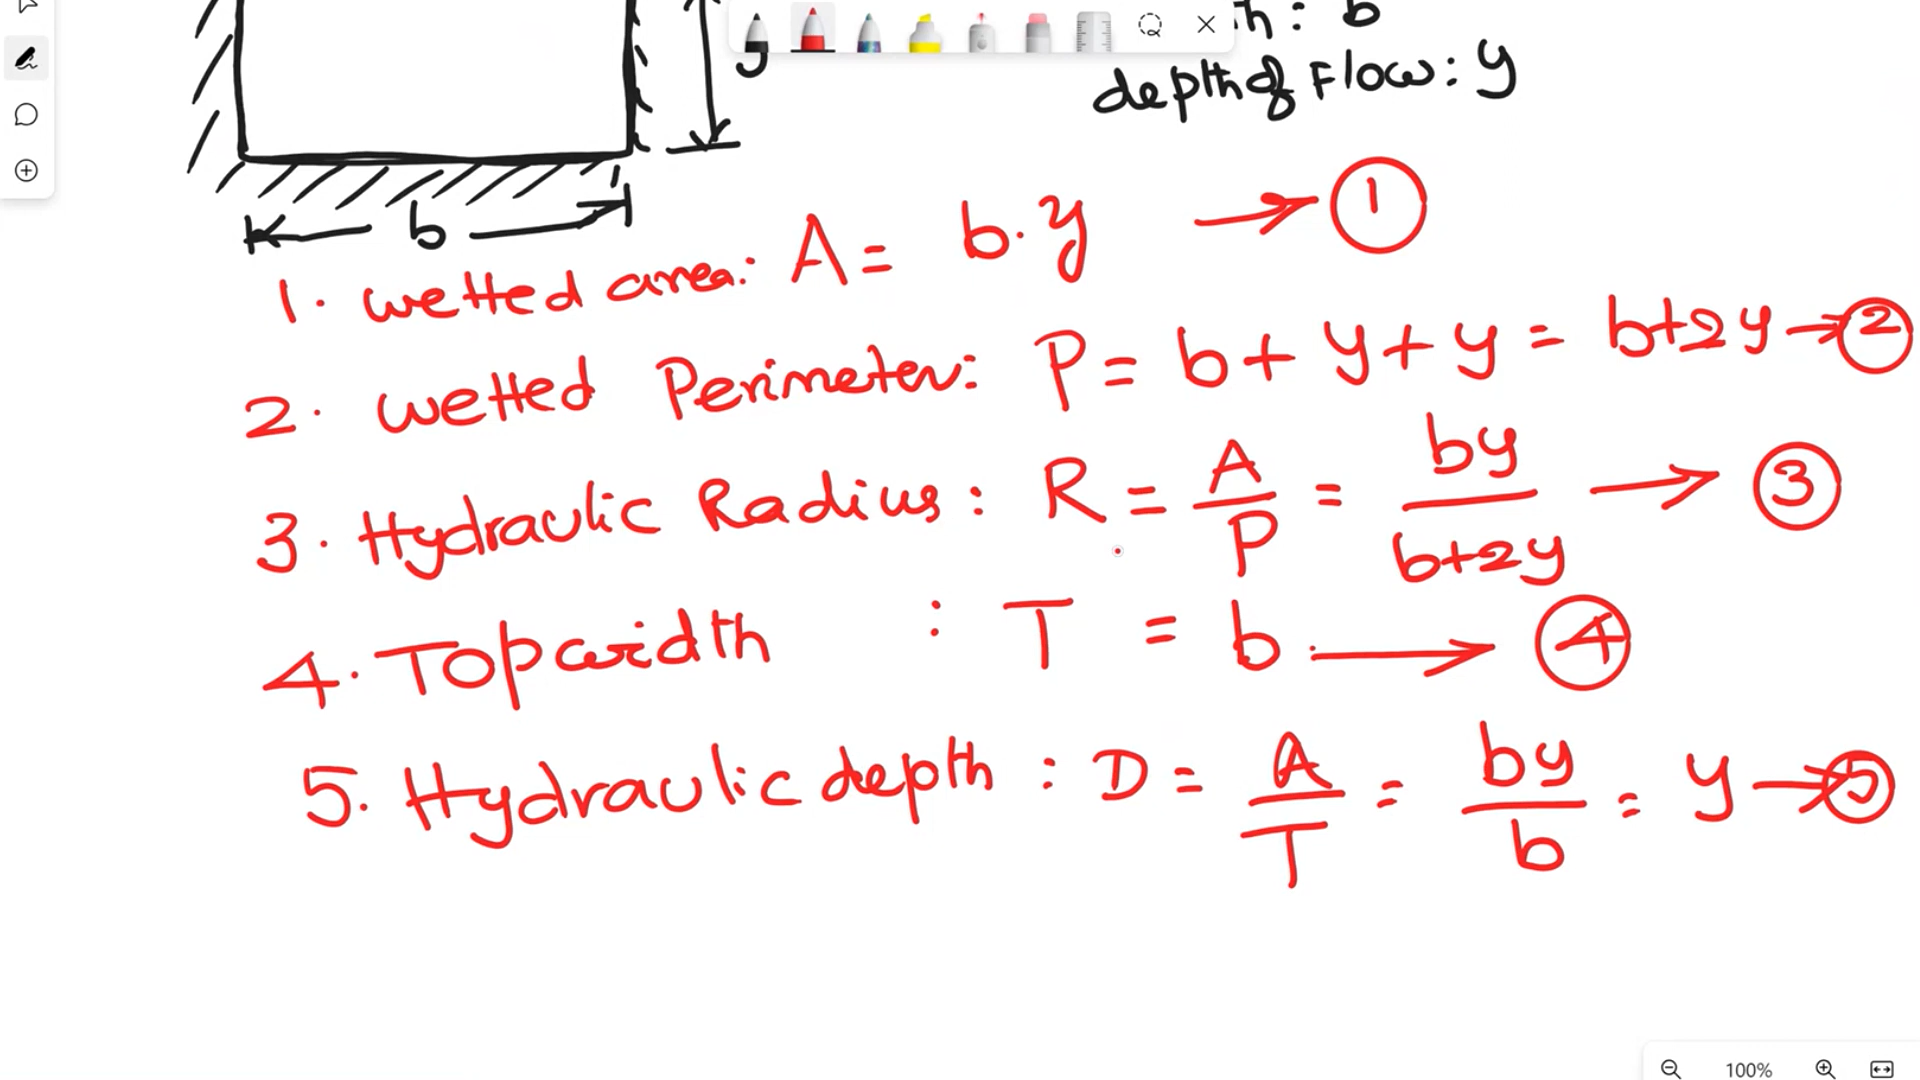 h: b
depth of Flow: y
y
b
1. wetted area: A = b.y → 1
2. wetted Perimeter: P = b + y + y = b+2y → 2
3. Hydraulic Radius: R = A/P = by/b+2y → 3
4. Topwidth : T = b → 4
5. Hydraulic depth : D = A/T = by/b = y → 5
100%